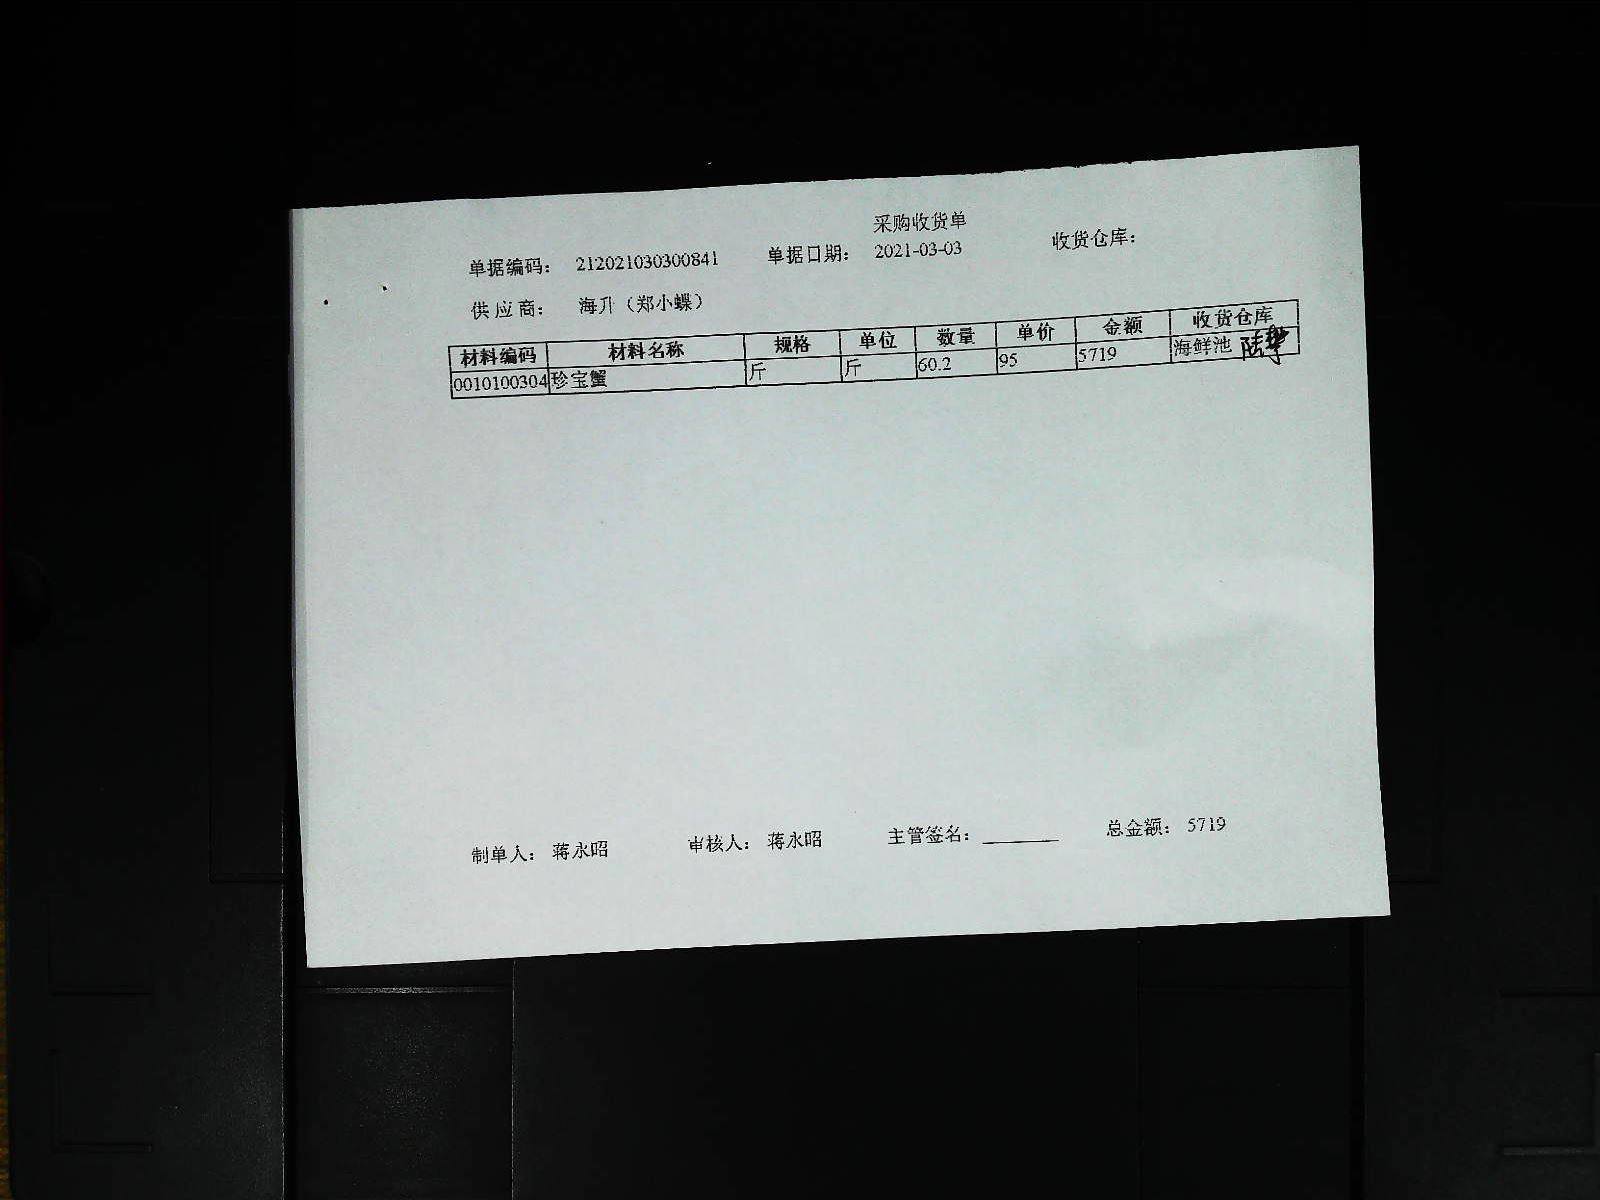 采购收货单
单据编码： 212021030300841 单据日期： 2021-03-03 收货仓库：
供应商： 海升（郑小蝶）
材料编码 材料名称 规格 单位 数量 单价 金额 收货仓库
0010100304 珍宝蟹 斤 斤 60.2 95 5719 海鲜池
制单人： 蒋永昭 审核人： 蒋永昭 主管签名： 总金额： 5719